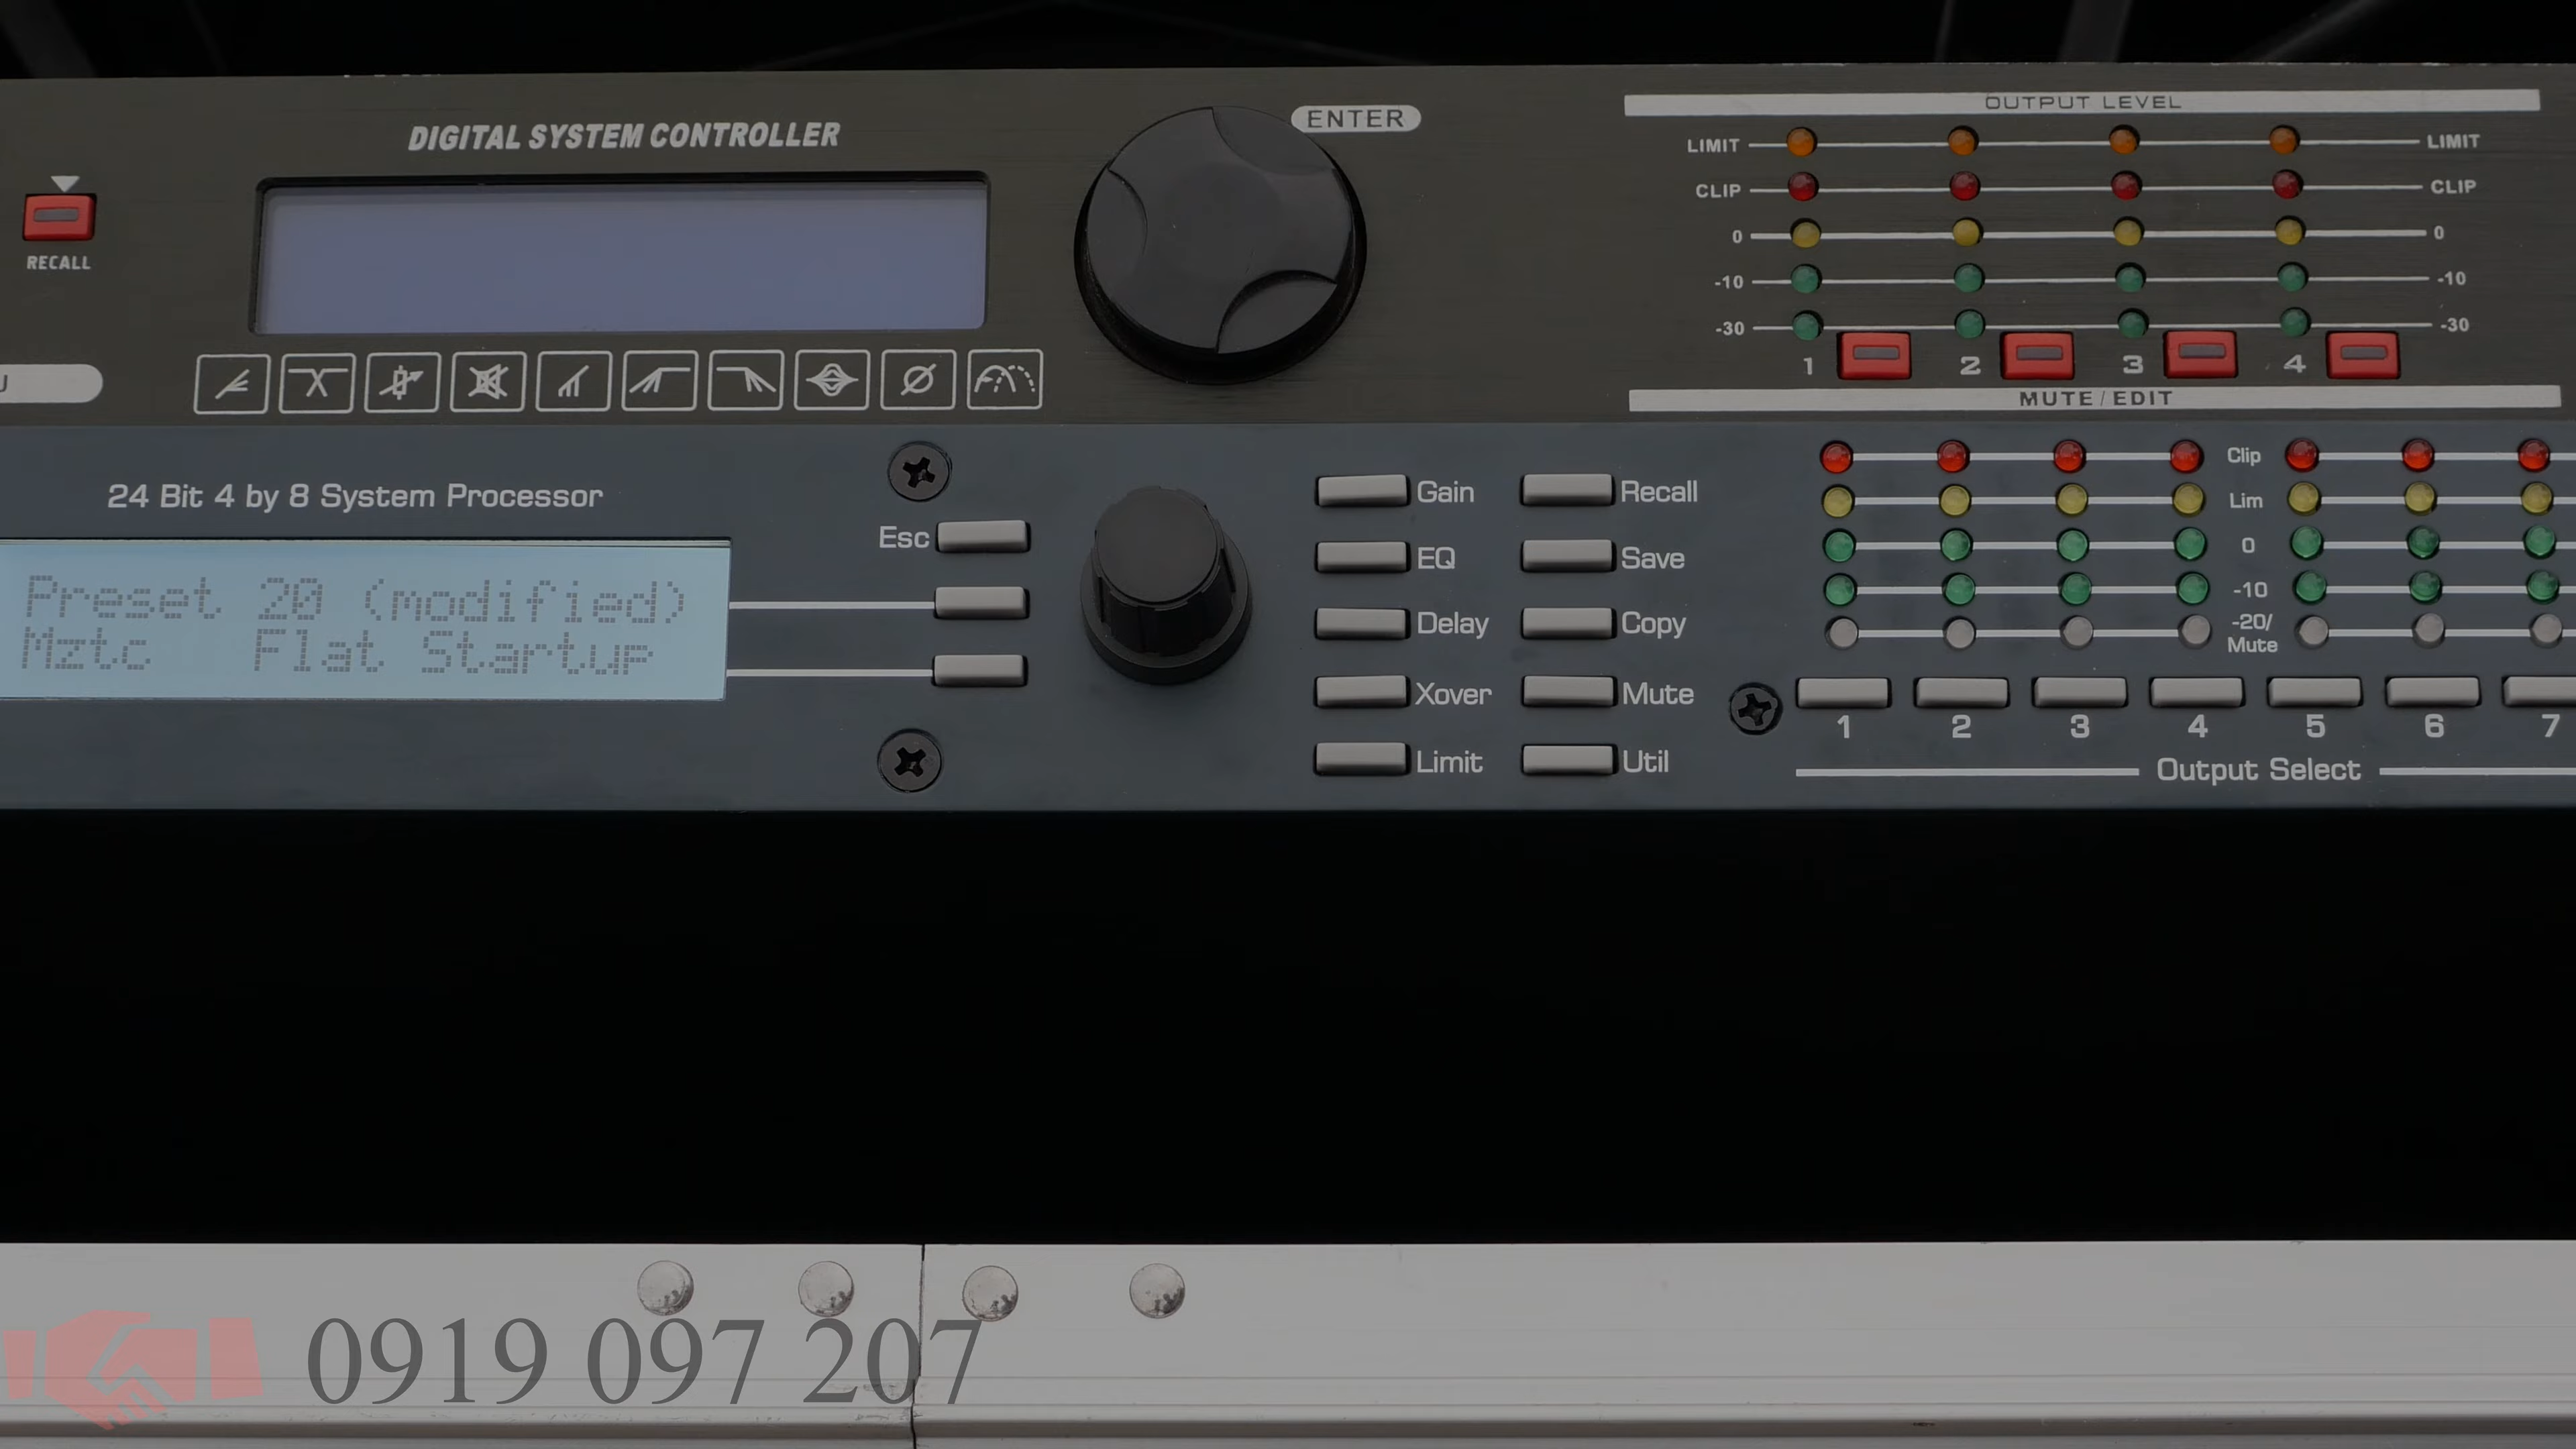 DIGITAL SYSTEM CONTROLLER
ENTER
RECALL
OUTPUT LEVEL
LIMIT LIMIT
CLIP CLIP
0 0
-10 -10
-30 -30
1 2 3 4
MUTE/EDIT
24 Bit 4 by 8 System Processor
Preset 20 (modified)
Mztc Flat Startup
Esc
Gain Recall
EQ Save
Delay Copy
Xover Mute
Limit Util
Clip
Lim
0
-10
-20/
Mute
1 2 3 4 5 6 7
Output Select
0919 097 207